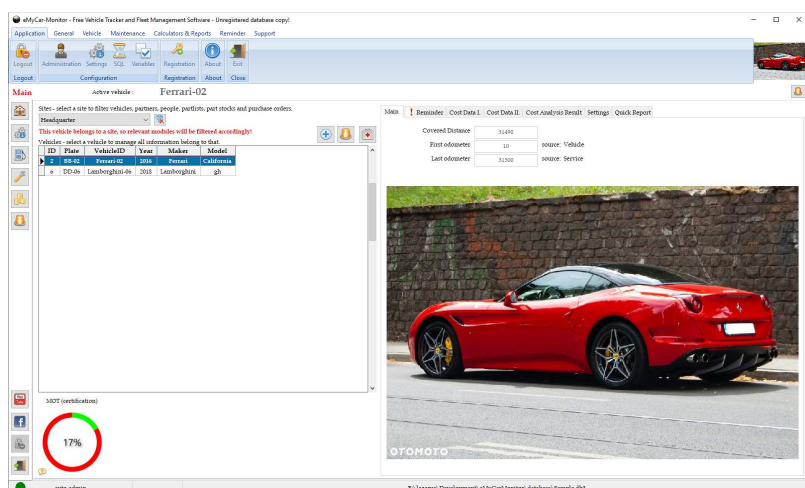 eMyCar-Monitor - Free Vehicle Tracker and Fleet Management Software - Unregistered database copy!
Application General Vehicle Maintenance Calculators & Reports Reminder Support
Logout Administration Settings SQL Variables Registration About Exit
Logout Configuration Registration About Close
Main Active vehicle : Ferrari-02
Sites - select a site to filter vehicles, partners, people, partlists, part stocks and purchase orders.
Headquarter
This vehicle belongs to a site, so relevant modules will be filtered accordingly!
Vehicles - select a vehicle to manage all information belong to that.
ID Plate VehicleID Year Maker Model
2 BB-02 Ferrari-02 2016 Ferrari California
6 DD-06 Lamborghini-06 2018 Lamborghini gh
Main ! Reminder Cost Data I. Cost Data II. Cost Analysis Result Settings Quick Report
Covered Distance 31490
First odometer 10 source: Vehicle
Last odometer 31500 source: Service
OTOMOTO
MOT (certification)
17%